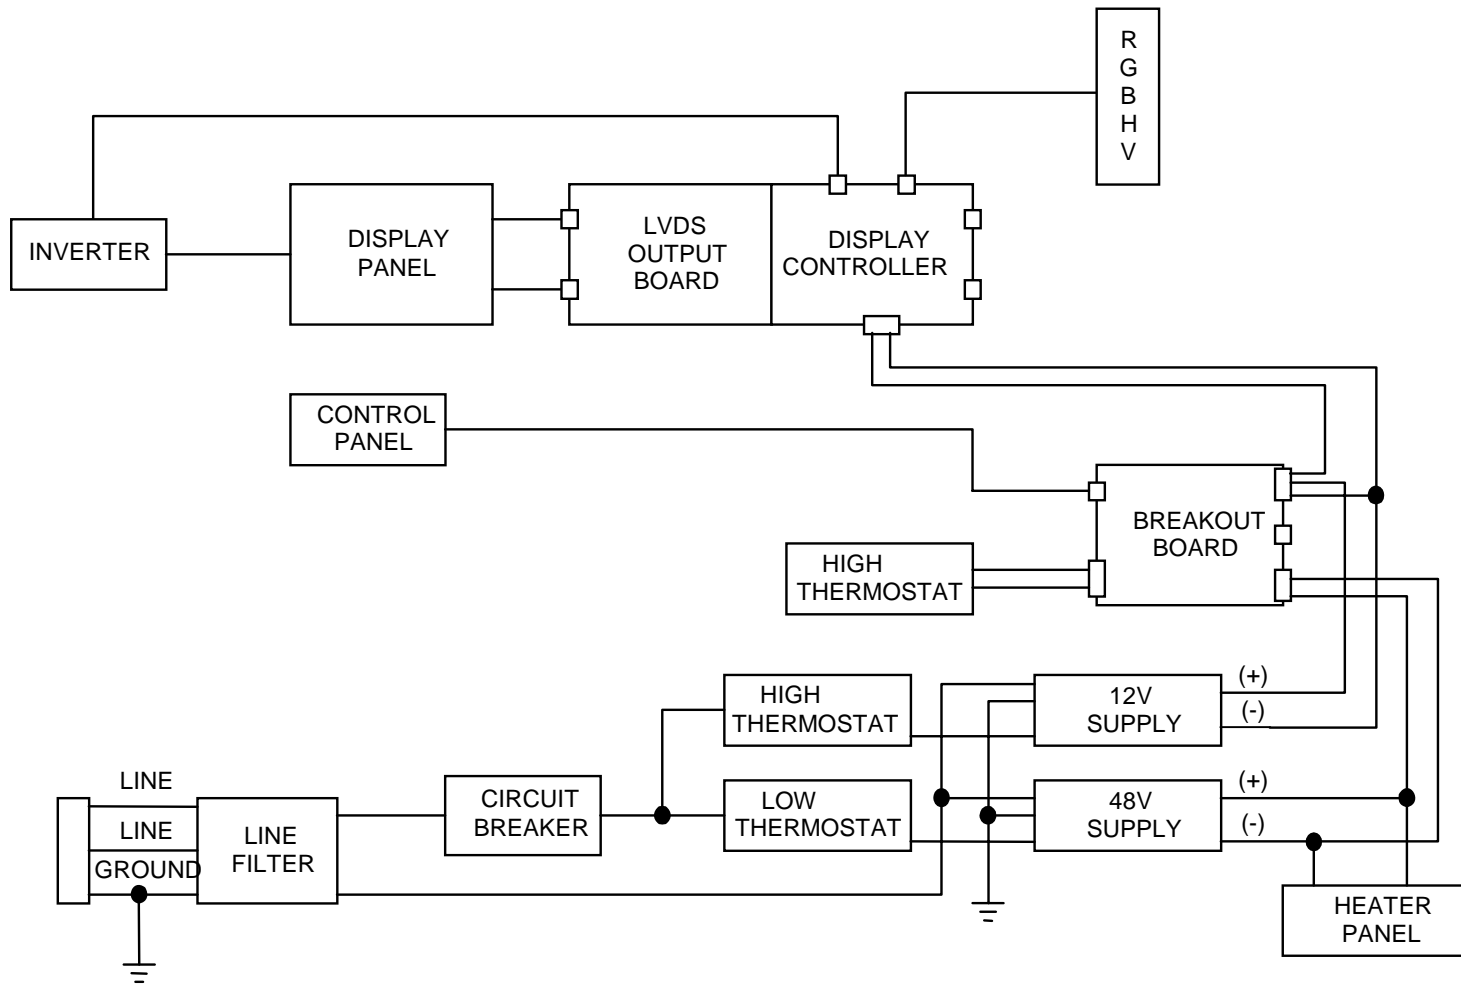 R
G
B
H
V
INVERTER
DISPLAY
PANEL
LVDS
OUTPUT
BOARD
DISPLAY
CONTROLLER
CONTROL
PANEL
BREAKOUT
BOARD
HIGH
THERMOSTAT
HIGH
THERMOSTAT
12V
SUPPLY
(+)
(-)
LINE
LINE
GROUND
LINE
FILTER
CIRCUIT
BREAKER
LOW
THERMOSTAT
48V
SUPPLY
(+)
(-)
HEATER
PANEL